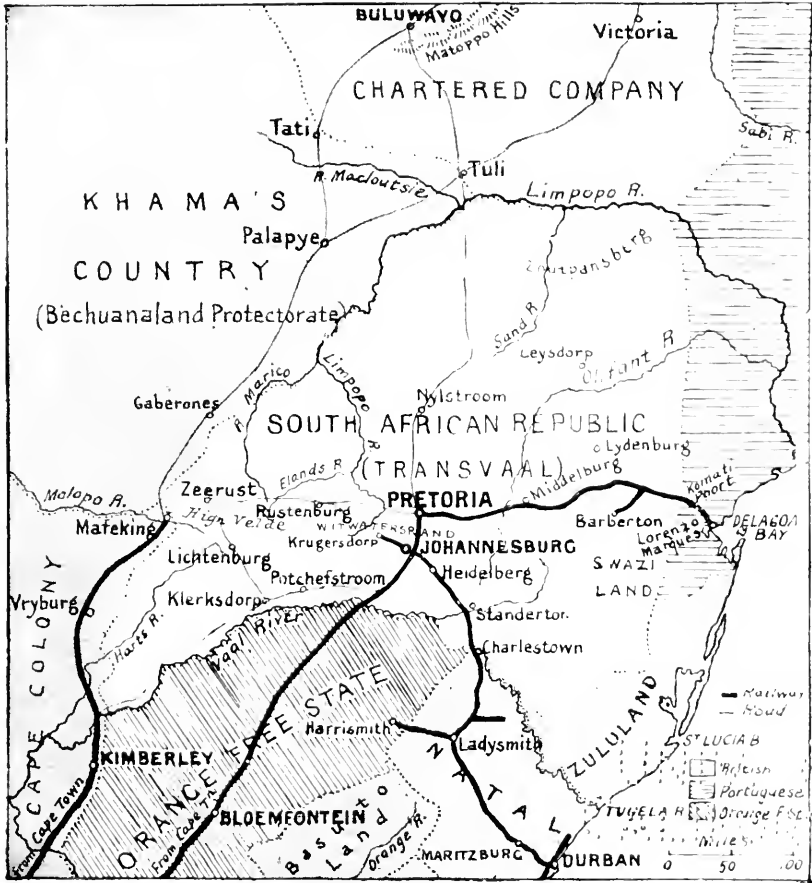 BULUWAYO
Matoppo Hills
Victoria
CHARTERED COMPANY
Tati
Sabi R.
Tuli
R. Macloutsie
Limpopo R.
KHAMA'S
Palapye
COUNTRY
(Bechuanaland Protectorate)
Zoutpansberg
Sand R
Leysdorp
Olifant R
R Marico
Limpopo R
Gaberones
Nylstroom
SOUTH AFRICAN REPUBLIC
(TRANSVAAL)
Lydenburg
Elands R
Middelburg
Komati Poort
Malopo R.
Zeerust
Rustenburg
PRETORIA
Mafeking
High Velde
WITWATERSRAND
Barberton
Lorenzo Marques
DELAGOA
BAY
Krugersdorp
JOHANNESBURG
Lichtenburg
Heidelberg
SWAZI
LAND
Potchefstroom
Klerksdorp
Vryburg
Harts R.
Vaal River
Standerton
Charlestown
CAPE COLONY
ORANGE FREE STATE
Harrismith
Ladysmith
ZULULAND
Railway
Road
ST LUCIA B
KIMBERLEY
British
Portuguese
Orange F. Sc.
NATAL
TUGELA R
From Cape Town
From Cape Tn.
BLOEMFONTEIN
Basuto
Land
Orange R.
MARITZBURG
DURBAN
Miles.
0 50 100